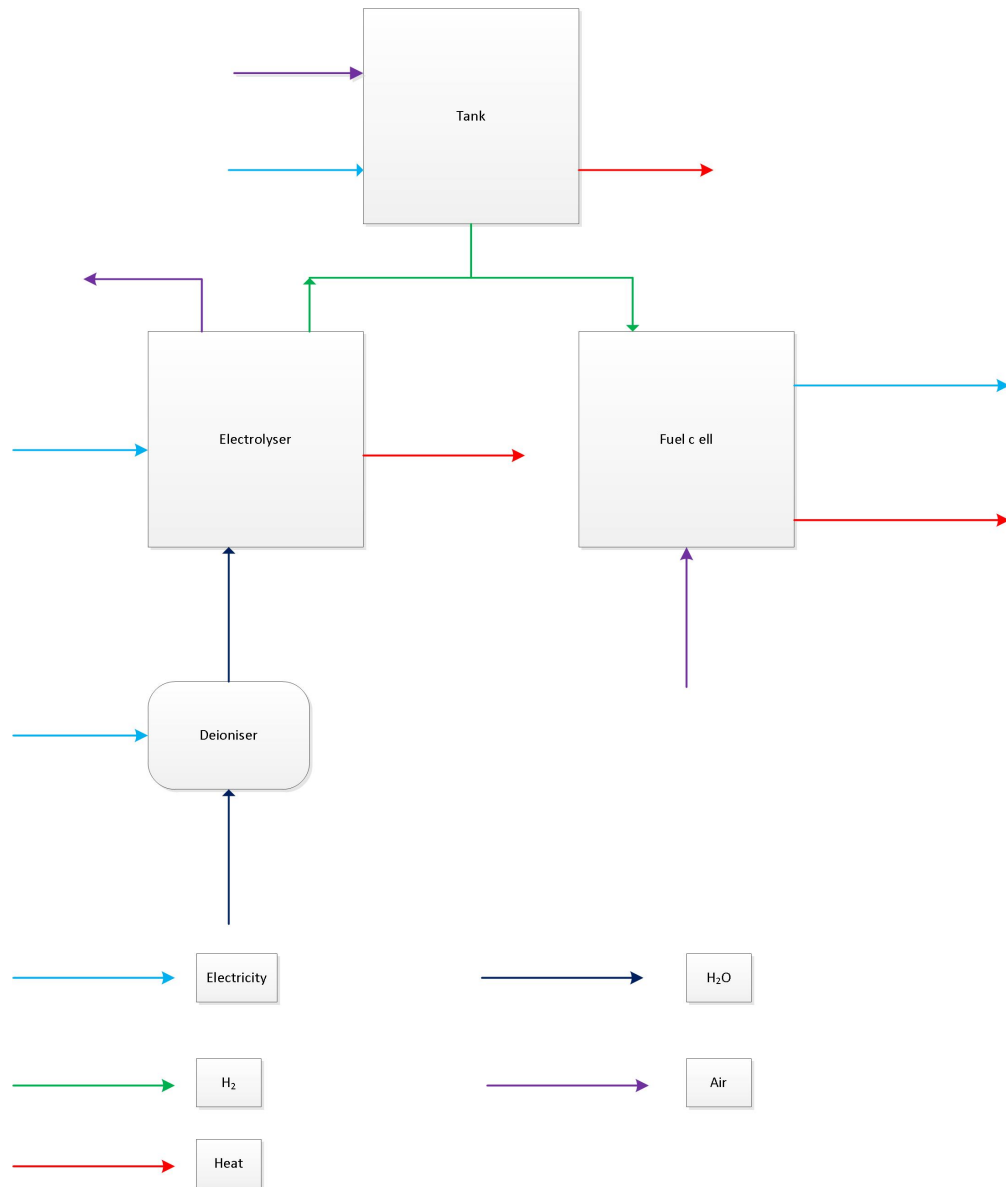 Tank
Electrolyser
Fuel c ell
Deioniser
Electricity
H₂O
H₂
Air
Heat